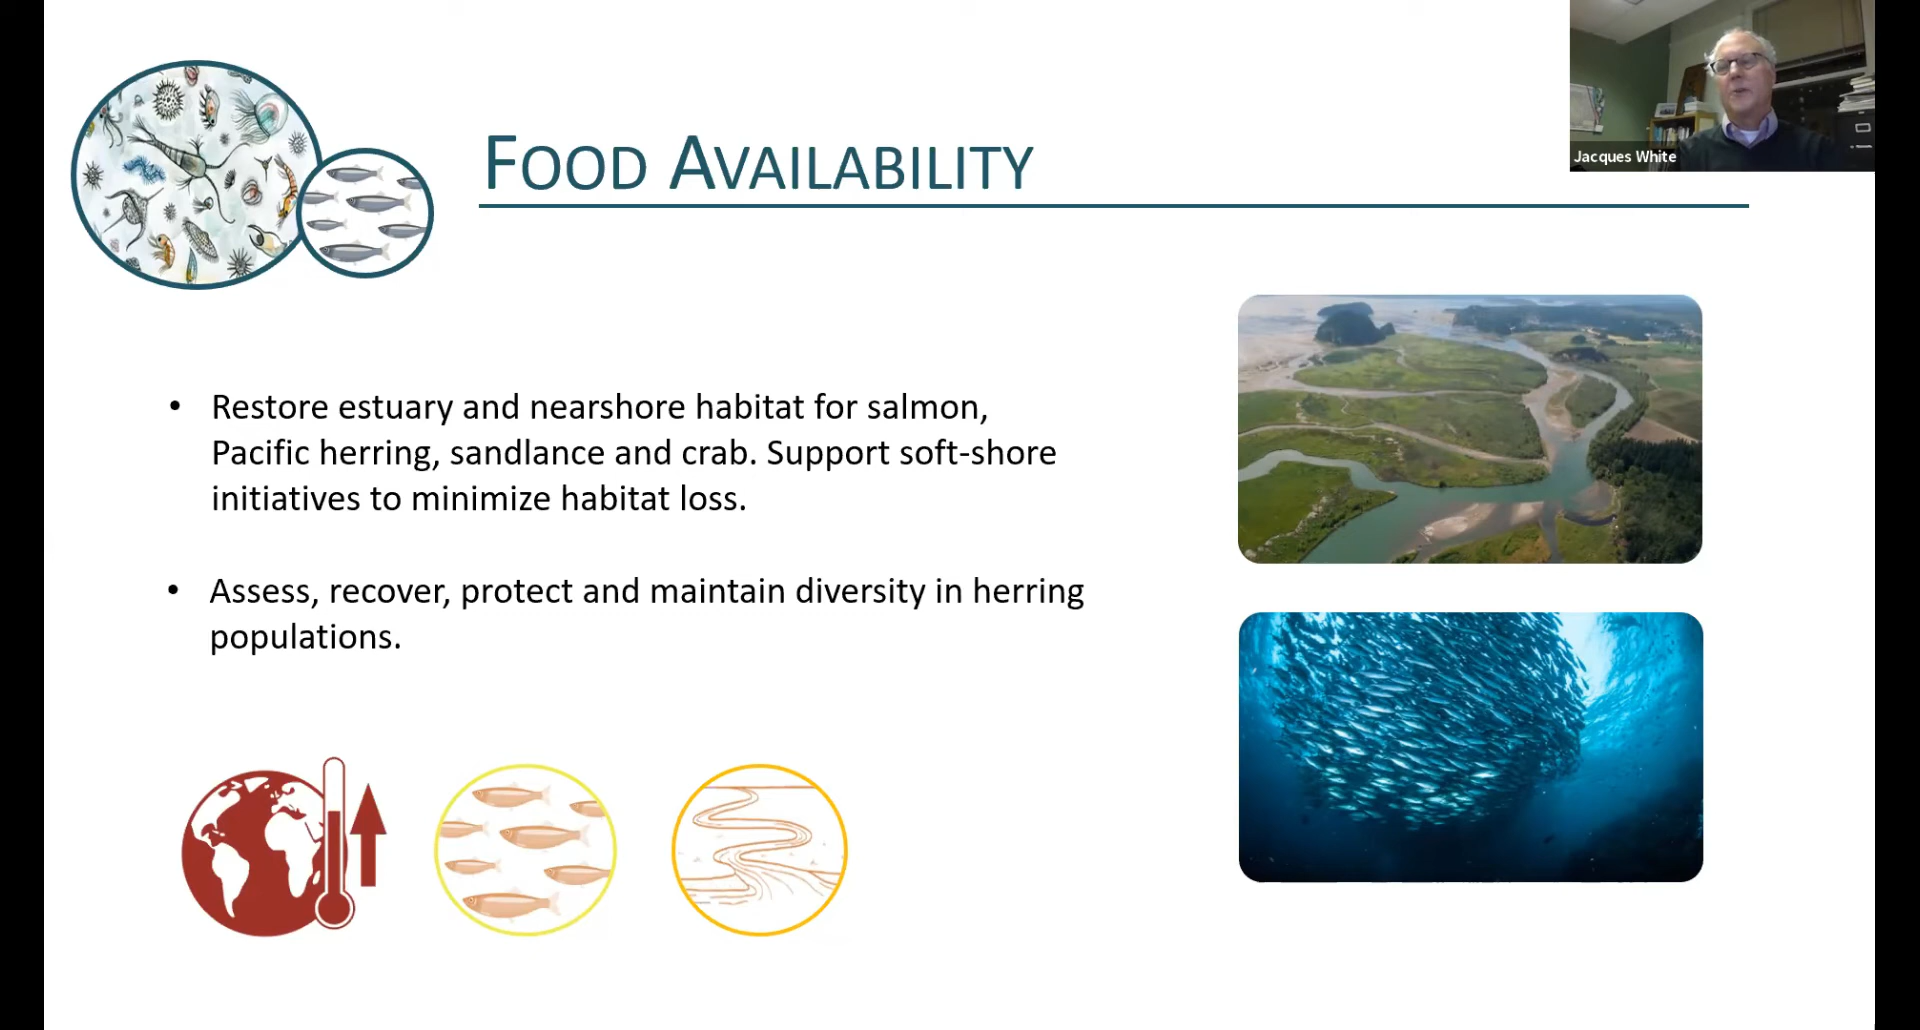 Jacques White
FOOD AVAILABILITY
• Restore estuary and nearshore habitat for salmon,
Pacific herring, sandlance and crab. Support soft-shore
initiatives to minimize habitat loss.
• Assess, recover, protect and maintain diversity in herring
populations.